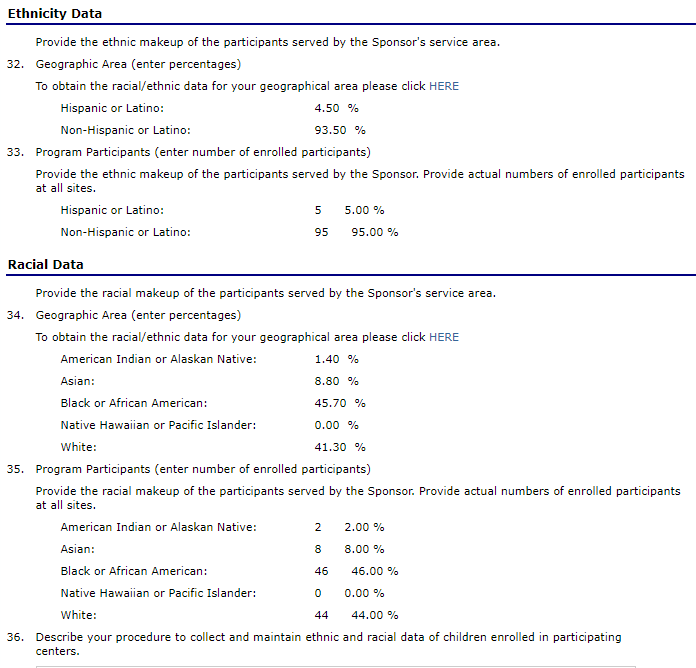 Ethnicity Data
Provide the ethnic makeup of the participants served by the Sponsor's service area.
32. Geographic Area (enter percentages)
To obtain the racial/ethnic data for your geographical area please click HERE
Hispanic or Latino: 4.50 %
Non-Hispanic or Latino: 93.50 %
33. Program Participants (enter number of enrolled participants)
Provide the ethnic makeup of the participants served by the Sponsor. Provide actual numbers of enrolled participants
at all sites.
Hispanic or Latino: 5 5.00 %
Non-Hispanic or Latino: 95 95.00 %
Racial Data
Provide the racial makeup of the participants served by the Sponsor's service area.
34. Geographic Area (enter percentages)
To obtain the racial/ethnic data for your geographical area please click HERE
American Indian or Alaskan Native: 1.40 %
Asian: 8.80 %
Black or African American: 45.70 %
Native Hawaiian or Pacific Islander: 0.00 %
White: 41.30 %
35. Program Participants (enter number of enrolled participants)
Provide the racial makeup of the participants served by the Sponsor. Provide actual numbers of enrolled participants
at all sites.
American Indian or Alaskan Native: 2 2.00 %
Asian: 8 8.00 %
Black or African American: 46 46.00 %
Native Hawaiian or Pacific Islander: 0 0.00 %
White: 44 44.00 %
36. Describe your procedure to collect and maintain ethnic and racial data of children enrolled in participating
centers.